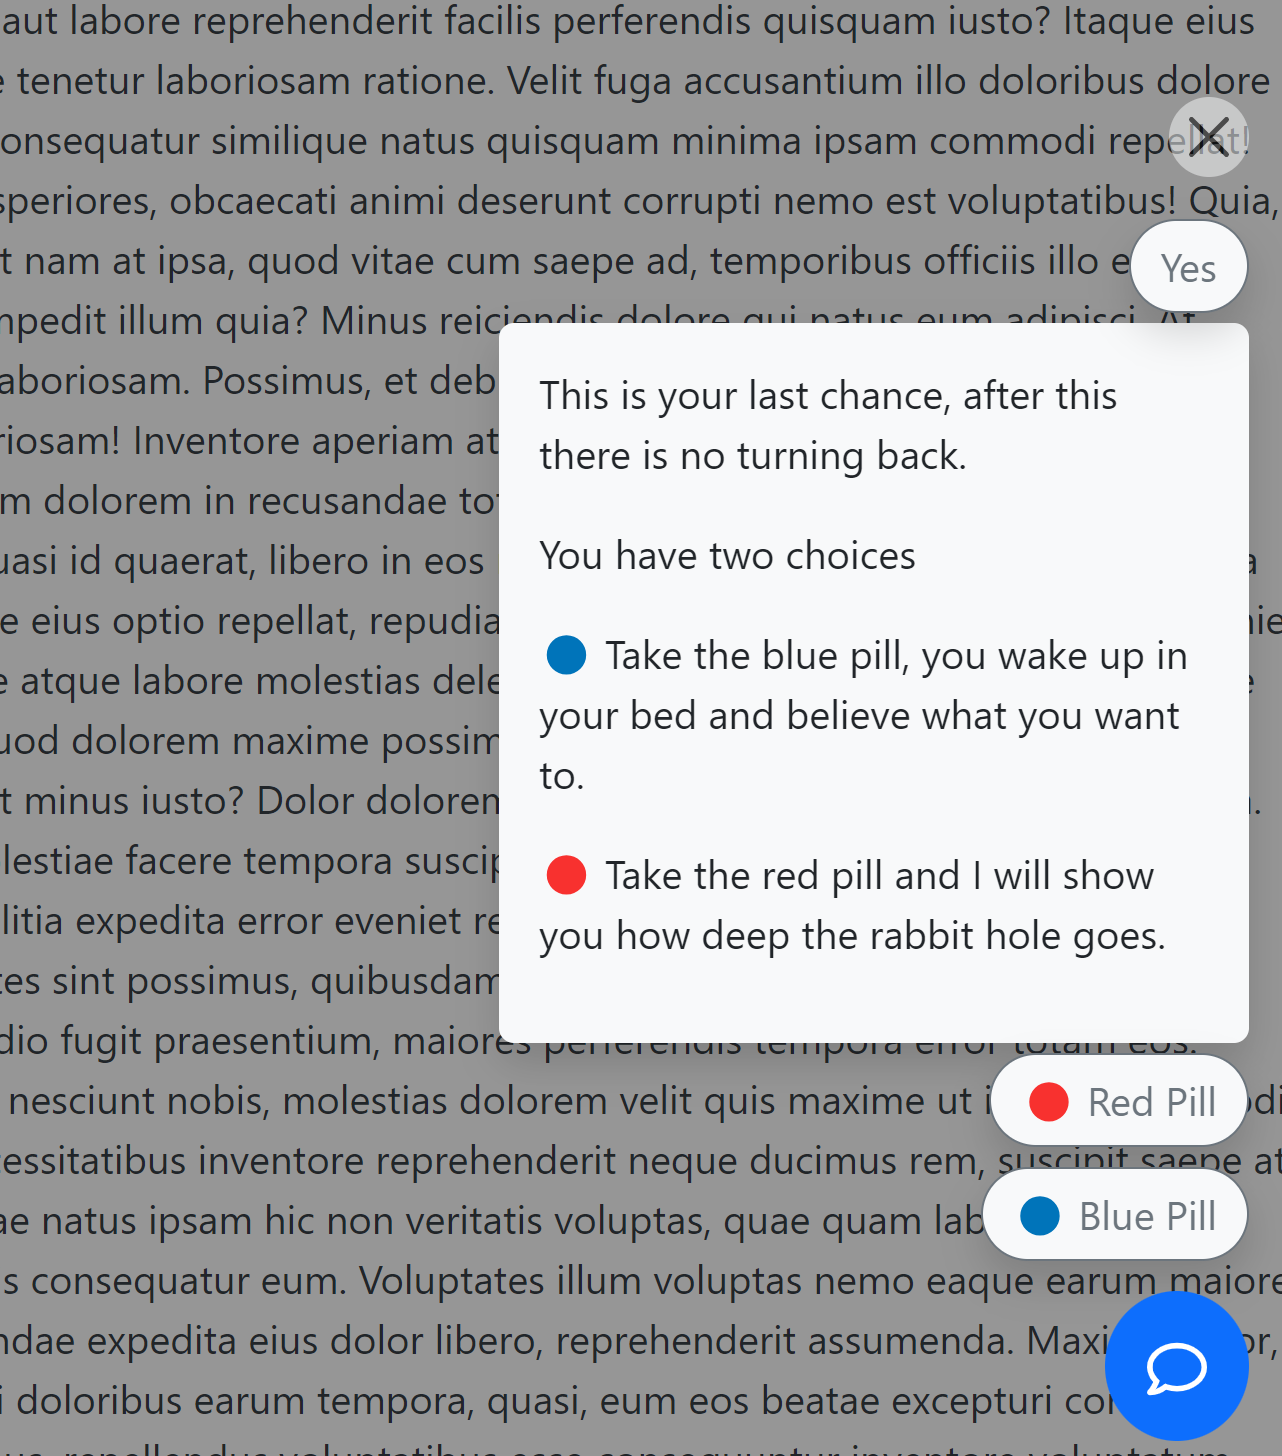 aut labore reprehenderit facilis perferendis quisquam iusto? Itaque eius
tenetur laboriosam ratione. Velit fuga accusantium illo doloribus dolore
onsequatur similique natus quisquam minima ipsam commodi repellat!
speriores, obcaecati animi deserunt corrupti nemo est voluptatibus! Quia,
t nam at ipsa, quod vitae cum saepe ad, temporibus officiis illo e
Yes
mpedit illum quia? Minus reiciendis dolore qui natus eum adipisci. At
aboriosam. Possimus, et deb
This is your last chance, after this
riosam! Inventore aperiam at
there is no turning back.
m dolorem in recusandae
uasi id quaerat, libero in eos
You have two choices
e eius optio repellat, repudia
Take the blue pill, you wake up in
e atque labore molestias dele
your bed and believe what you want
uod dolorem maxime possim
to.
t minus iusto? Dolor dolorem
lestiae facere tempora suscip
Take the red pill and I will show
litia expedita error eveniet re
you how deep the rabbit hole goes.
tes sint possimus, quibusdam
dio fugit praesentium, maiores perferendis tempora error totam eos.
nesciunt nobis, molestias dolorem velit quis maxime ut i
Red Pill
odi
cessitatibus inventore reprehenderit neque ducimus rem, suscipit saepe at
ae natus ipsam hic non veritatis voluptas, quae quam lab
Blue Pill
s consequatur eum. Voluptates illum voluptas nemo eaque earum maiore
ndae expedita eius dolor libero, reprehenderit assumenda. Maxi
or,
i doloribus earum tempora, quasi, eum eos beatae excepturi